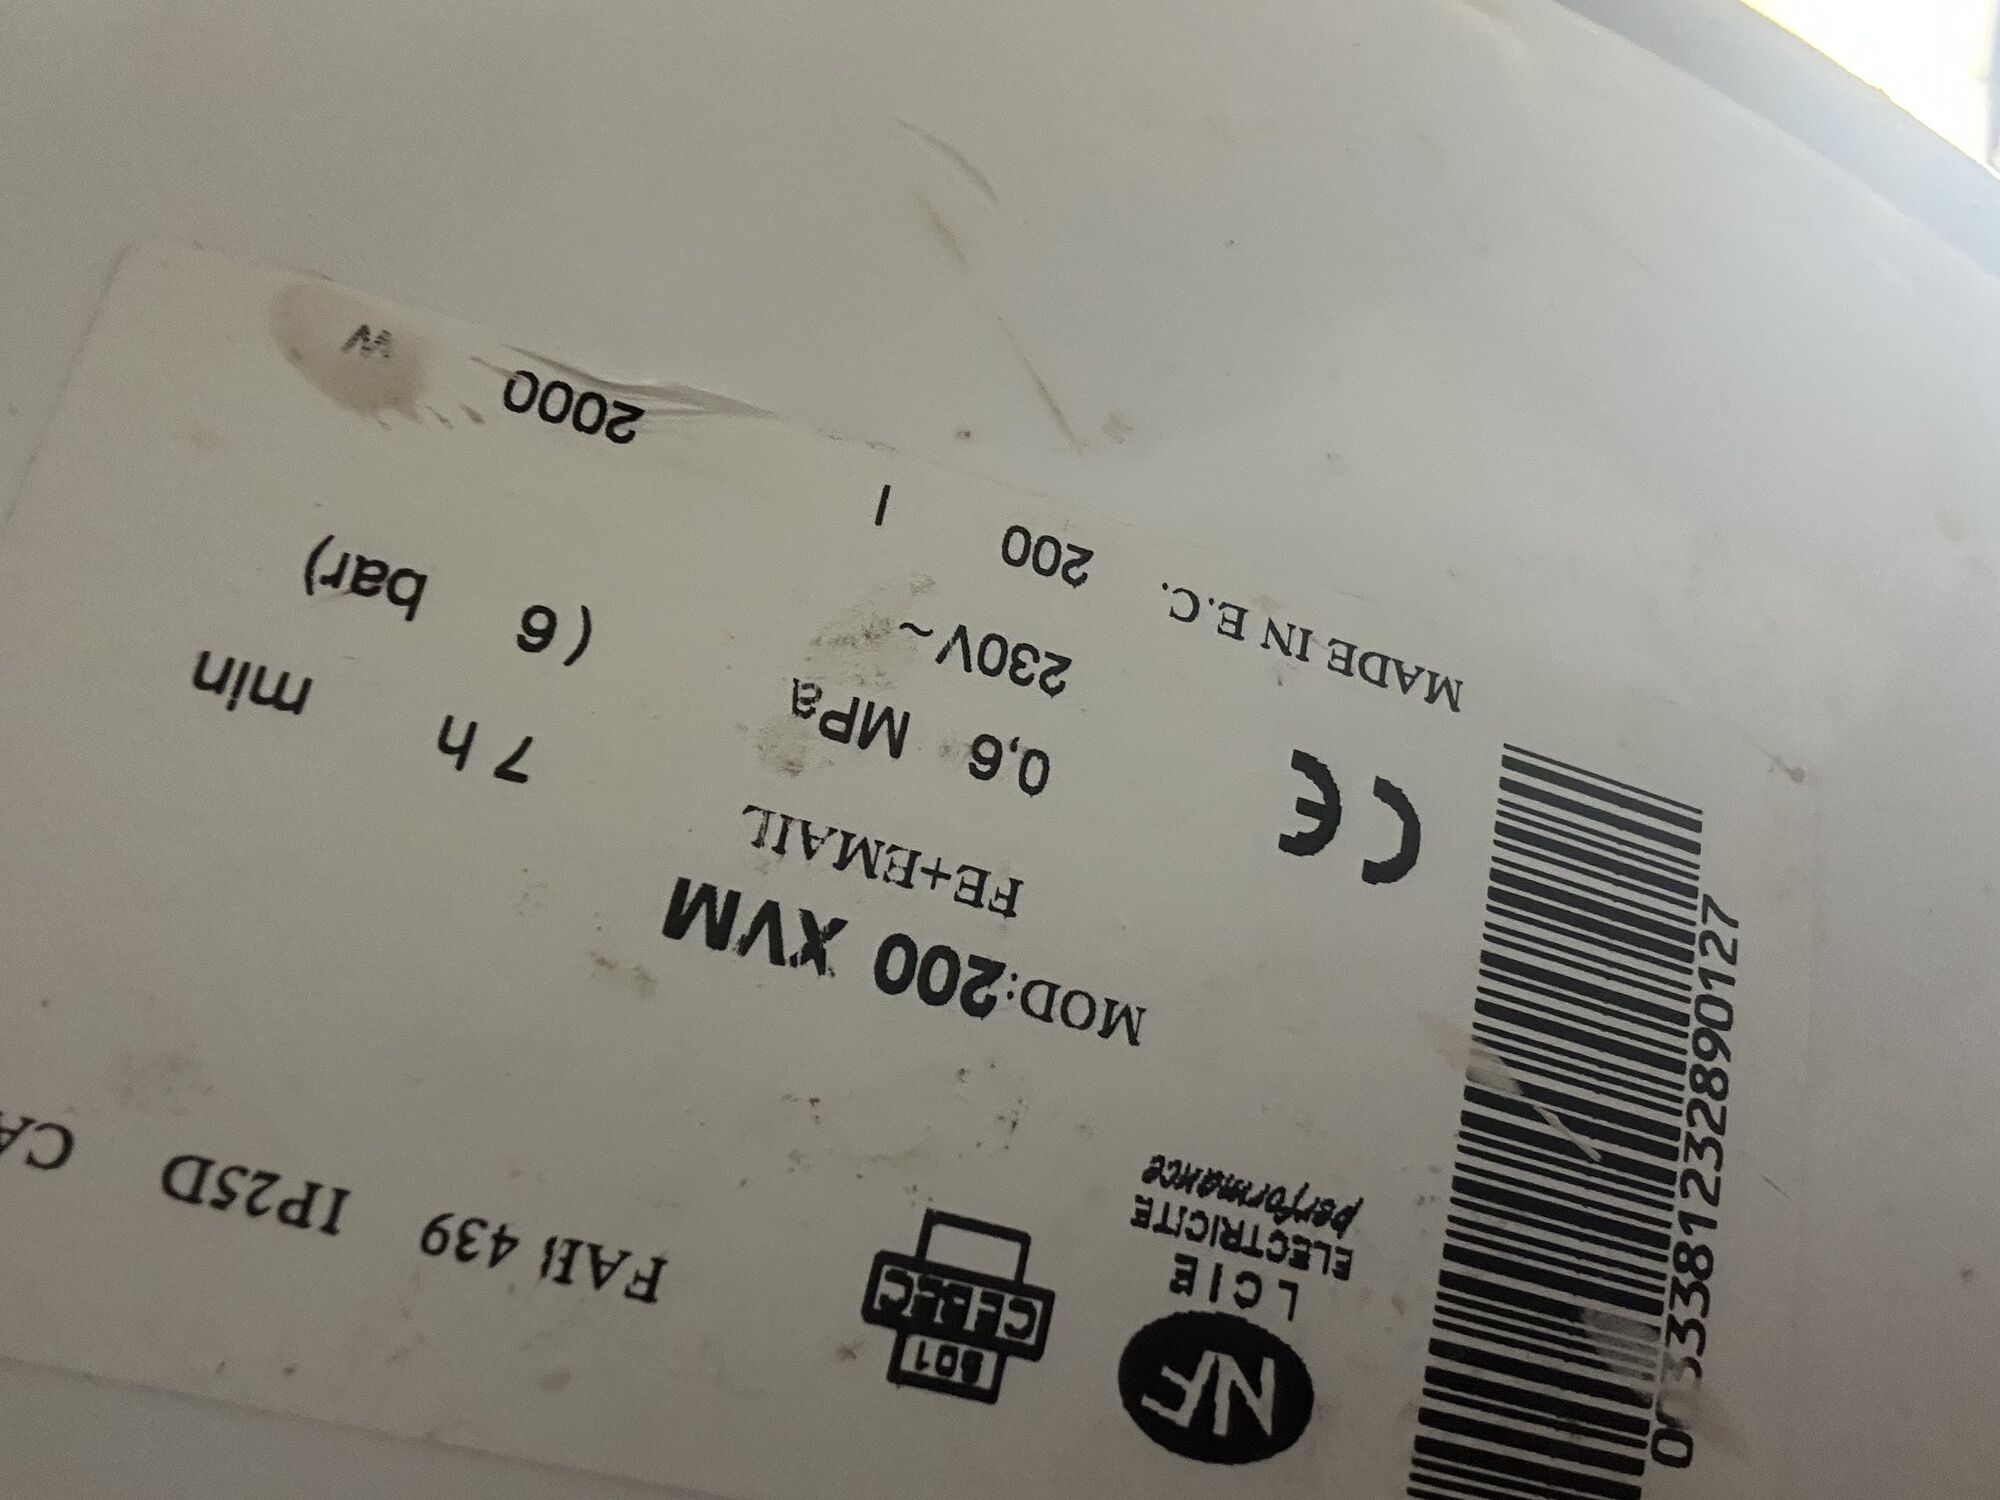 NF
LCIE
ELECTRICITE
performance
601
CEBEC
439 IP25D
MOD:200 XVM
FE+EMAIL
7 h min
0,6 MPa (6 bar)
230V~
200 l
2000 W
CE
MADE IN E.C.